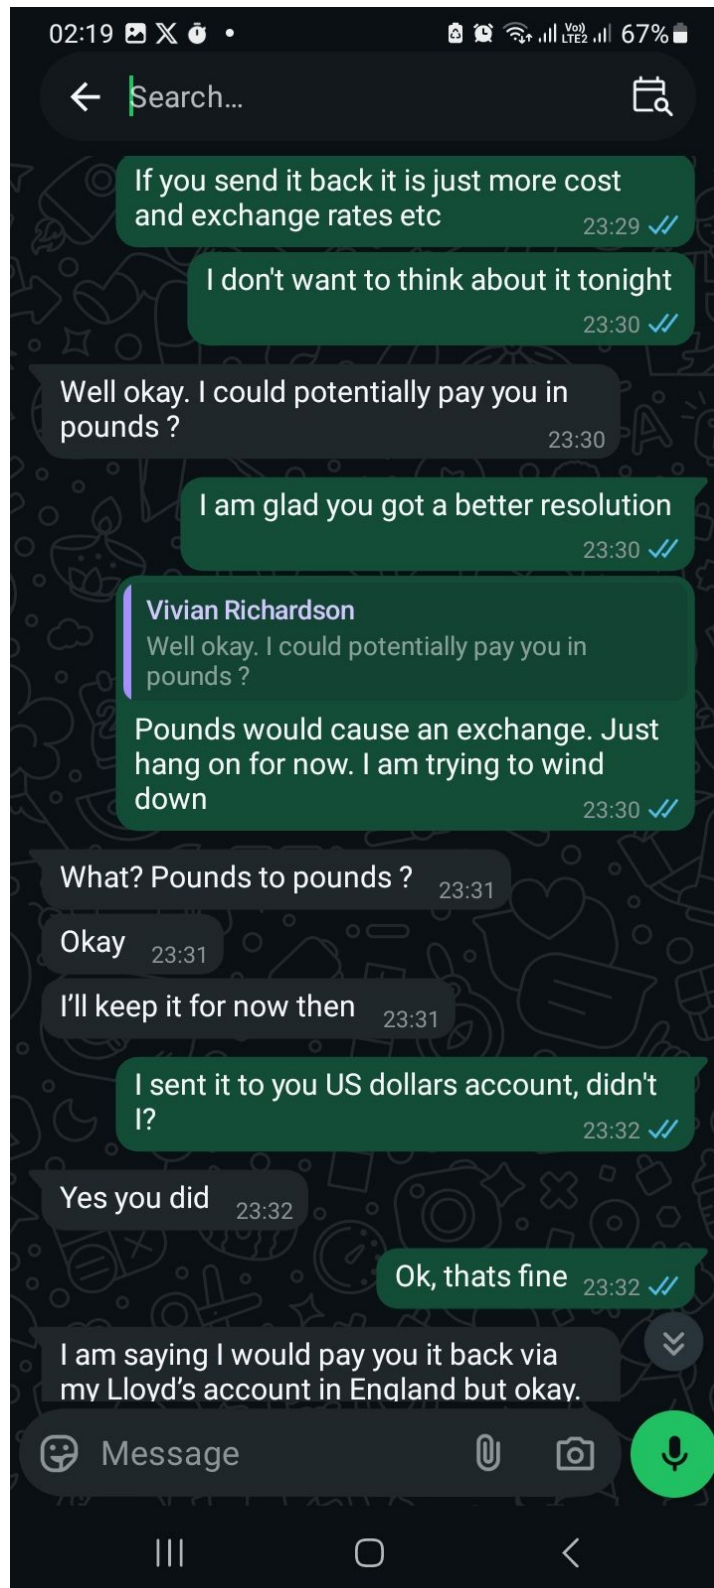 02:19
Vo))
LTE2
67%
Search...
If you send it back it is just more cost
and exchange rates etc
23:29
I don't want to think about it tonight
23:30
Well okay. I could potentially pay you in
pounds ?
23:30
I am glad you got a better resolution
23:30
Vivian Richardson
Well okay. I could potentially pay you in
pounds ?
Pounds would cause an exchange. Just
hang on for now. I am trying to wind
down
23:30
What? Pounds to pounds ? 23:31
Okay 23:31
I'll keep it for now then 23:31
I sent it to you US dollars account, didn't
I?
23:32
Yes you did 23:32
Ok, thats fine 23:32
I am saying I would pay you it back via
my Lloyd's account in England but okay.
Message